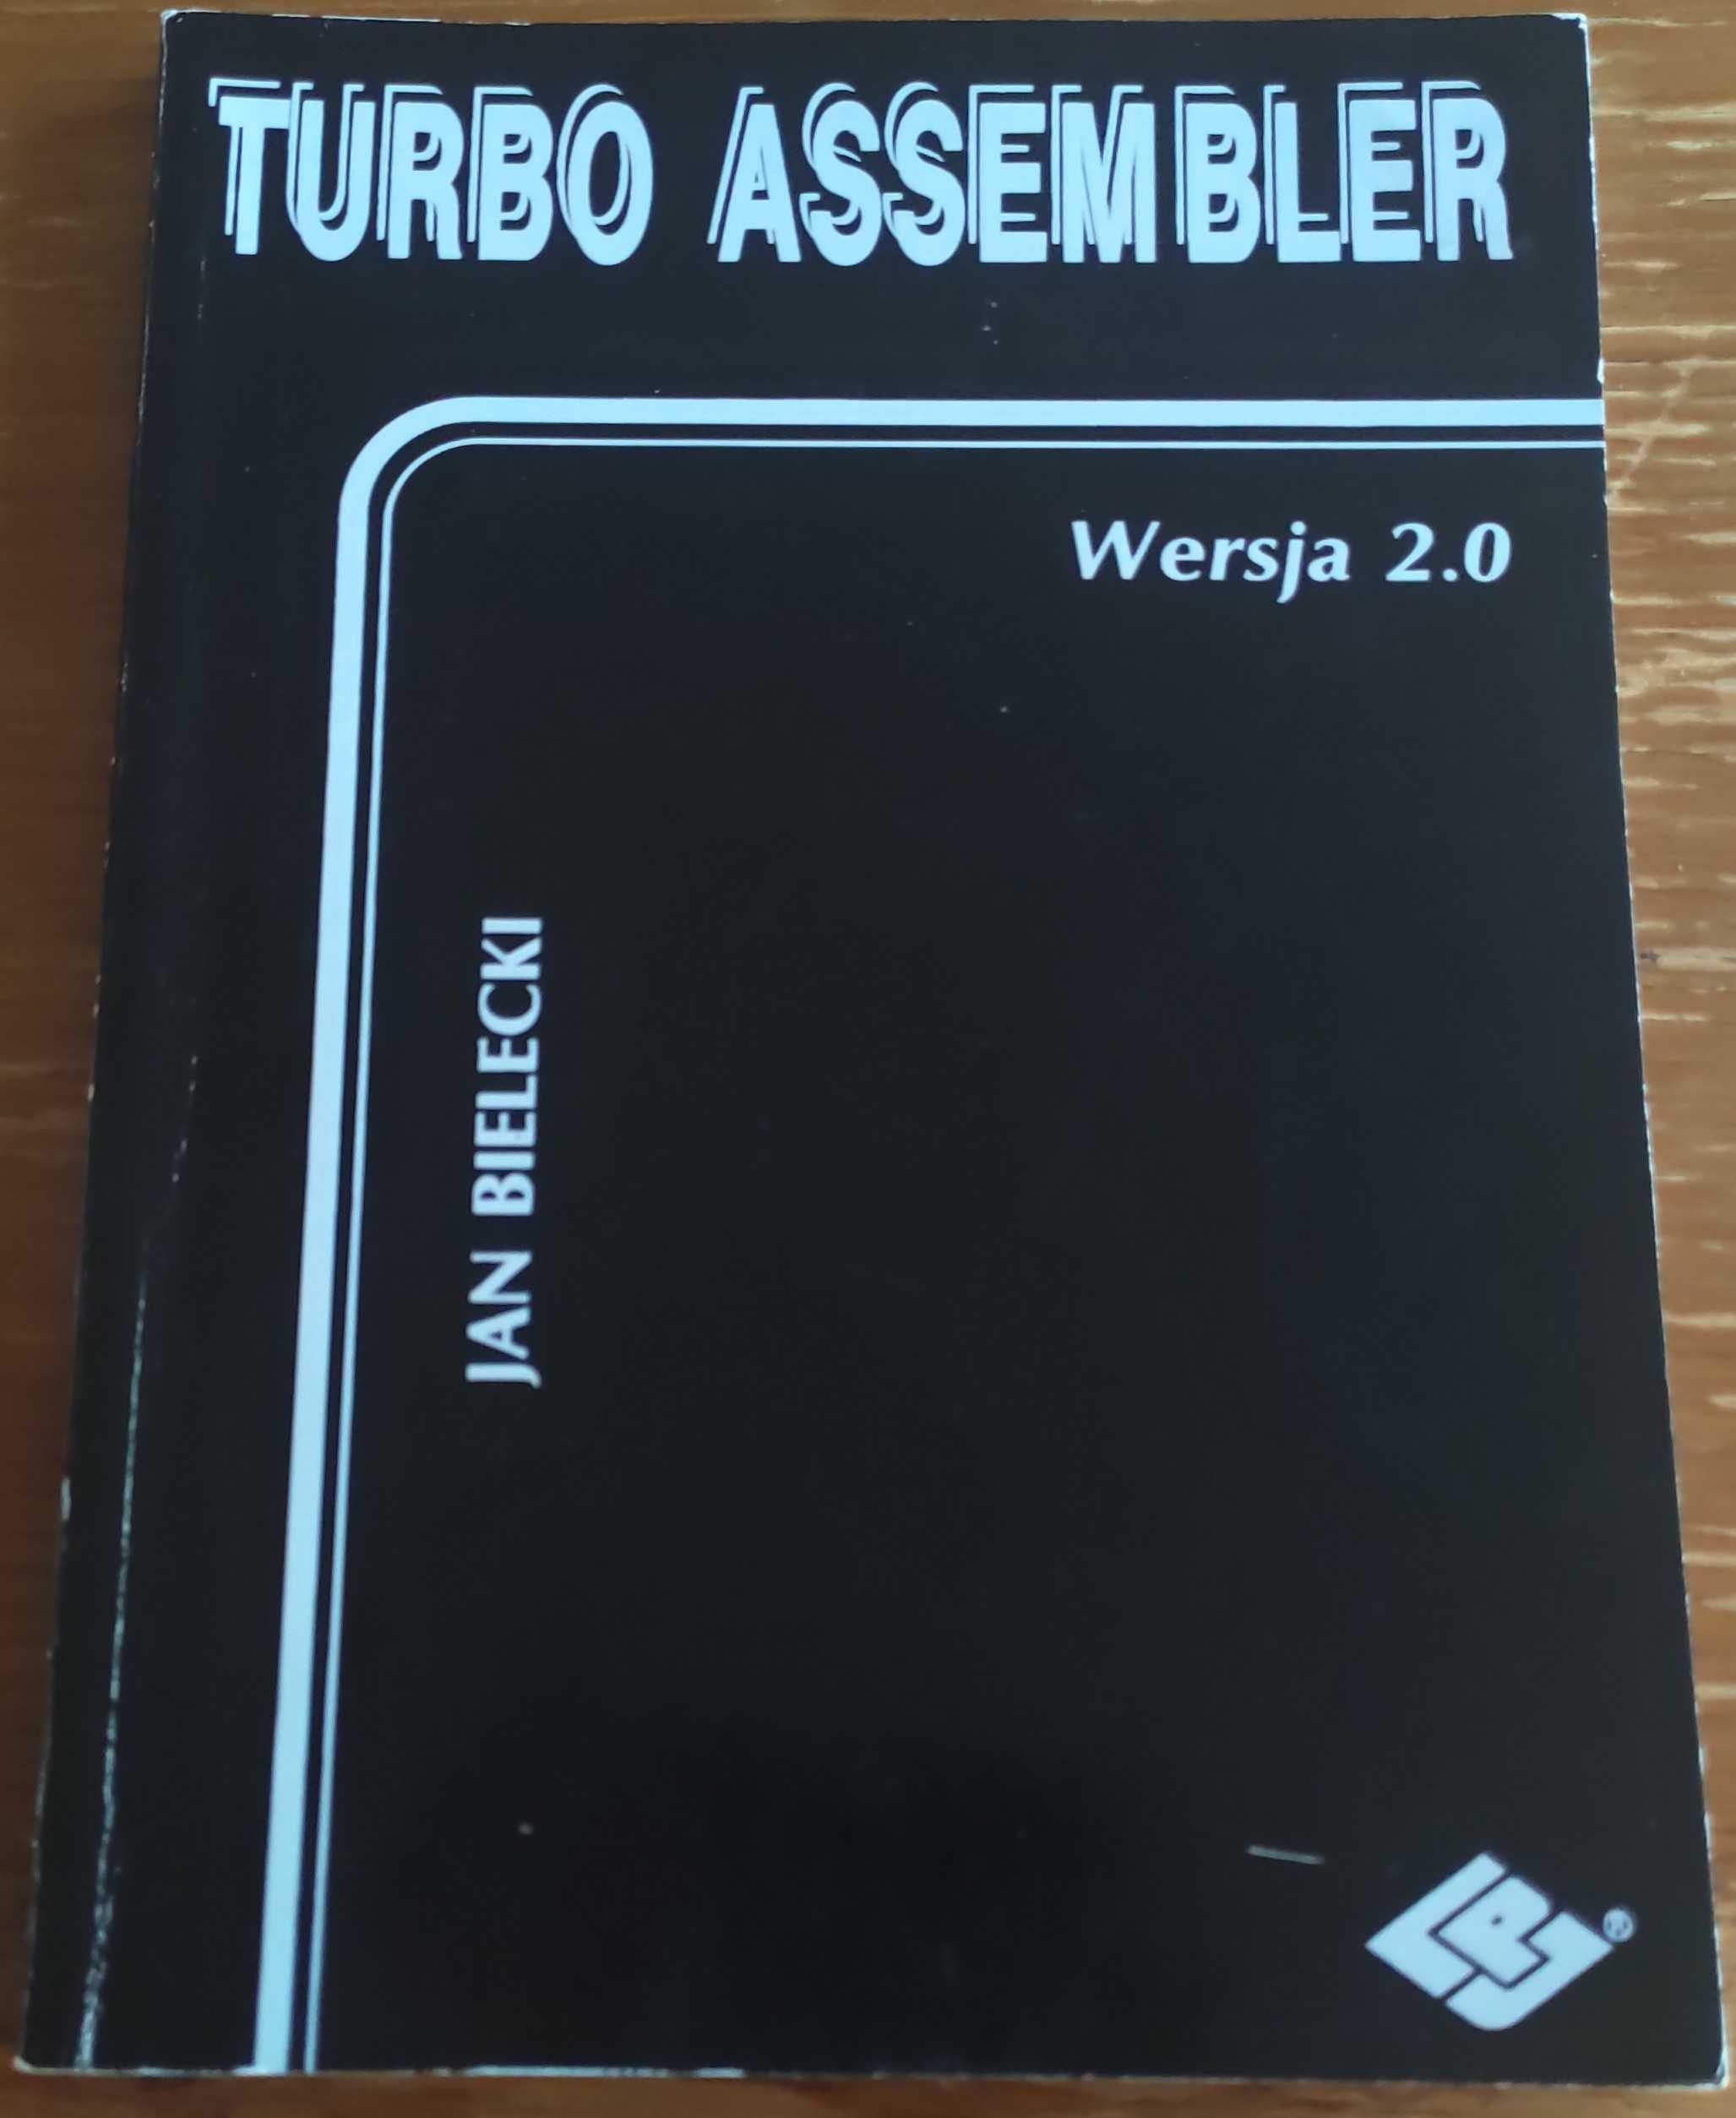 TURBO ASSEMBLER
Wersja 2.0
JAN BIELECKI
®